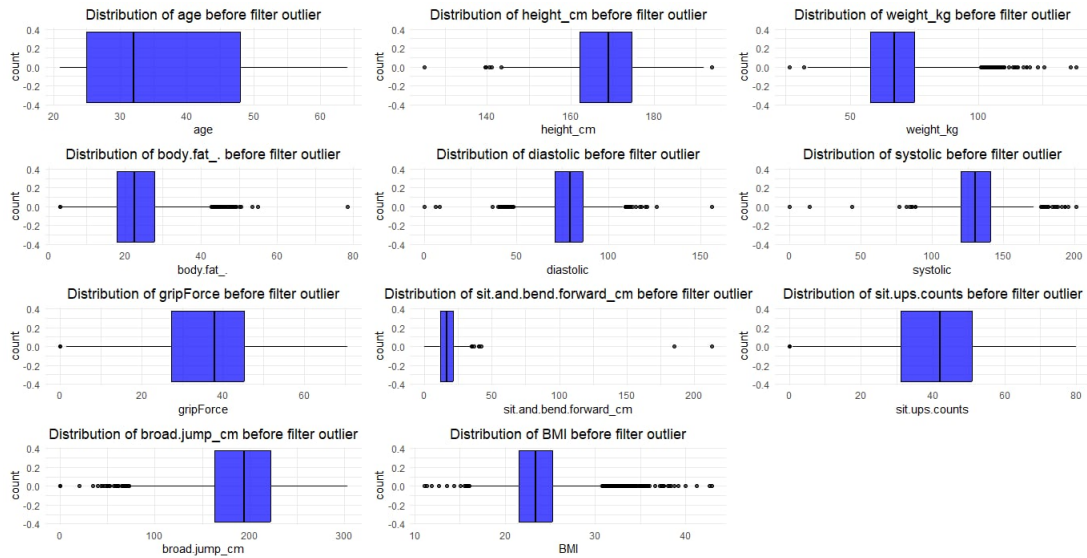 Distribution of age before filter outlier
count
0.4
0.2
0.0
-0.2
-0.4
20 30 40 50 60
age
Distribution of height_cm before filter outlier
count
0.4
0.2
0.0
-0.2
-0.4
140 160 180
height_cm
Distribution of weight_kg before filter outlier
count
0.4
0.2
0.0
-0.2
-0.4
50 100
weight_kg
Distribution of body.fat_. before filter outlier
count
0.4
0.2
0.0
-0.2
-0.4
0 20 40 60 80
body.fat_.
Distribution of diastolic before filter outlier
count
0.4
0.2
0.0
-0.2
-0.4
0 50 100 150
diastolic
Distribution of systolic before filter outlier
count
0.4
0.2
0.0
-0.2
-0.4
0 50 100 150 200
systolic
Distribution of gripForce before filter outlier
count
0.4
0.2
0.0
-0.2
-0.4
0 20 40 60
gripForce
Distribution of sit.and.bend.forward_cm before filter outlier
count
0.4
0.2
0.0
-0.2
-0.4
0 50 100 150 200
sit.and.bend.forward_cm
Distribution of sit.ups.counts before filter outlier
count
0.4
0.2
0.0
-0.2
-0.4
0 20 40 60 80
sit.ups.counts
Distribution of broad.jump_cm before filter outlier
count
0.4
0.2
0.0
-0.2
-0.4
0 100 200 300
broad.jump_cm
Distribution of BMI before filter outlier
count
0.4
0.2
0.0
-0.2
-0.4
10 20 30 40
BMI